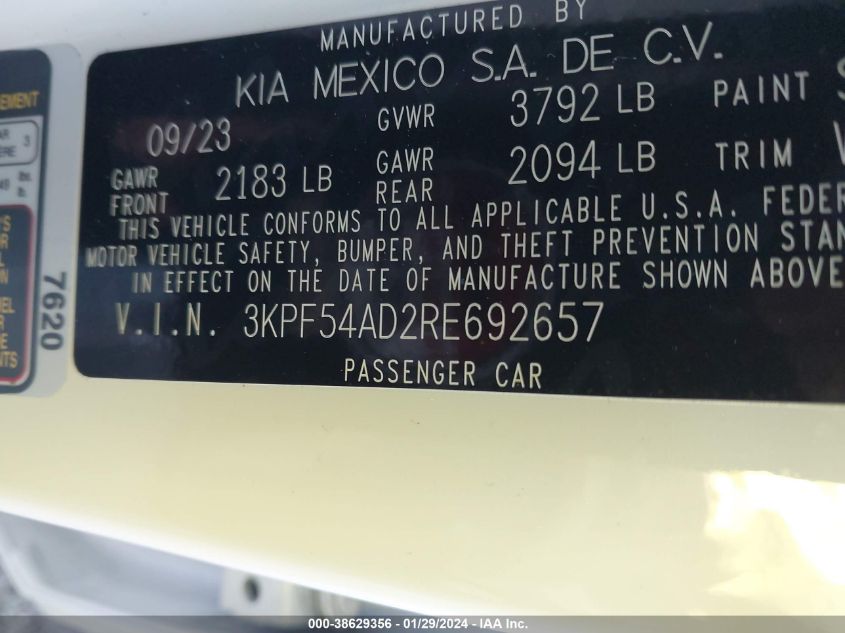 MANUFACTURED BY
KIA MEXICO S.A. DE C.V.
09/23 GVWR 3792 LB PAINT
GAWR FRONT 2183 LB GAWR REAR 2094 LB TRIM
THIS VEHICLE CONFORMS TO ALL APPLICABLE U.S.A. FEDER
MOTOR VEHICLE SAFETY, BUMPER, AND THEFT PREVENTION STAN
IN EFFECT ON THE DATE OF MANUFACTURE SHOWN ABOVE
V.I.N. 3KPF54AD2RE692657
PASSENGER CAR
7620
000-38629356 - 01/29/2024 - IAA Inc.